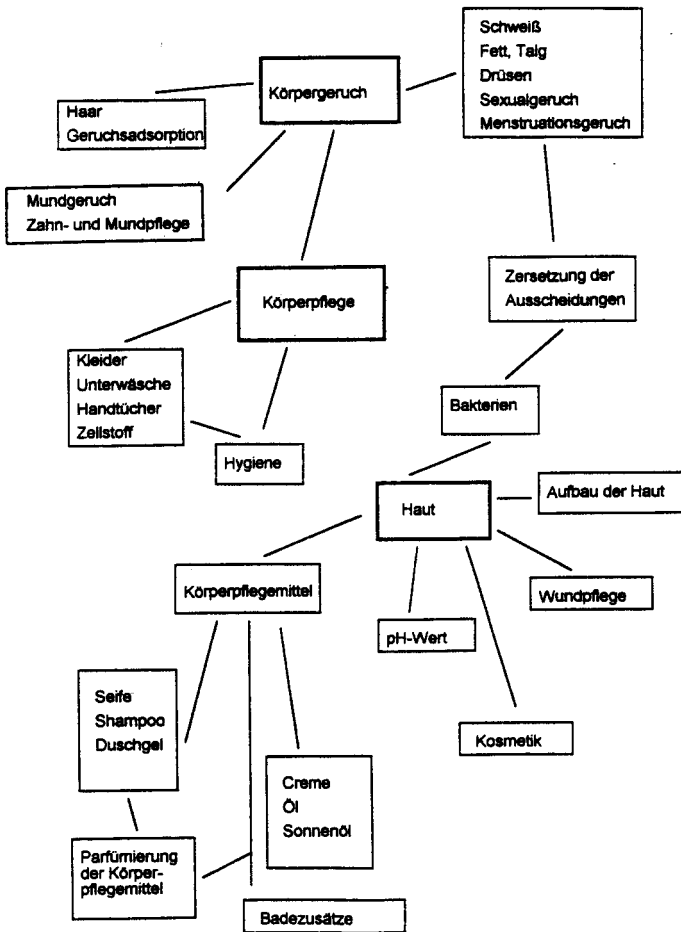 Schweiß
Fett, Talg
Drüsen
Sexualgeruch
Menstruationsgeruch
Körpergeruch
Haar
Geruchsadsorption
Mundgeruch
Zahn- und Mundpflege
Zersetzung der
Ausscheidungen
Körperpflege
Kleider
Unterwäsche
Handtücher
Zellstoff
Bakterien
Hygiene
Aufbau der Haut
Haut
Körperpflegemittel
Wundpflege
pH-Wert
Seife
Shampoo
Duschgel
Kosmetik
Creme
Öl
Sonnenöl
Parfümierung
der Körper-
pflegemittel
Badezusätze